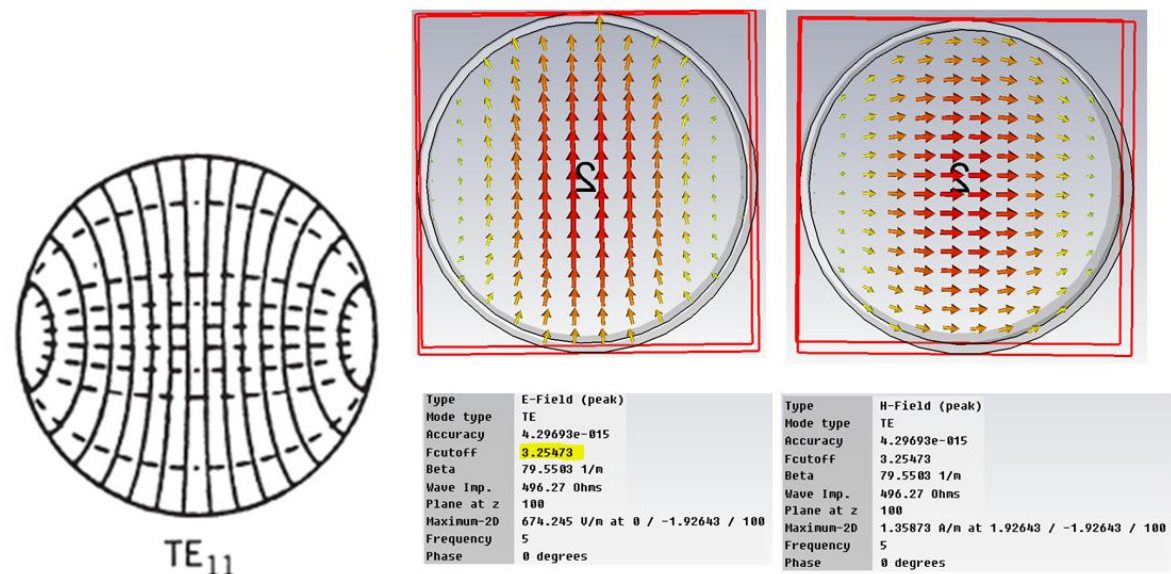 2
2
TE11
Type E-Field (peak)
Mode type TE
Accuracy 4.29693e-015
Fcutoff 3.25473
Beta 79.5503 1/m
Wave Imp. 496.27 Ohms
Plane at z 100
Maximum-2D 674.245 V/m at 0 / -1.92643 / 100
Frequency 5
Phase 0 degrees
Type H-Field (peak)
Mode type TE
Accuracy 4.29693e-015
Fcutoff 3.25473
Beta 79.5503 1/m
Wave Imp. 496.27 Ohms
Plane at z 100
Maximum-2D 1.35873 A/m at 1.92643 / -1.92643 / 100
Frequency 5
Phase 0 degrees